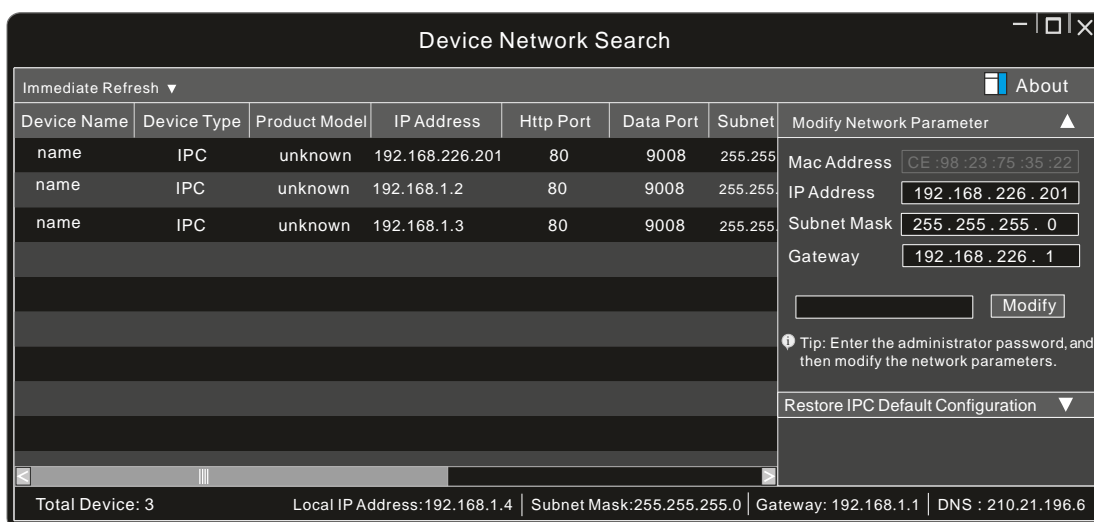 Device Network Search
Immediate Refresh ▼ About
Device Name Device Type Product Model IP Address Http Port Data Port Subnet Modify Network Parameter ▲
name IPC unknown 192.168.226.201 80 9008 255.255
Mac Address CE :98 :23 :75 :35 :22
name IPC unknown 192.168.1.2 80 9008 255.255.
IP Address 192 .168 . 226 . 201
name IPC unknown 192.168.1.3 80 9008 255.255.
Subnet Mask 255 . 255 . 255 . 0
Gateway 192 .168 . 226 . 1
Modify
Tip: Enter the administrator password, and
then modify the network parameters.
Restore IPC Default Configuration ▼
Total Device: 3 Local IP Address:192.168.1.4 Subnet Mask:255.255.255.0 Gateway: 192.168.1.1 DNS : 210.21.196.6